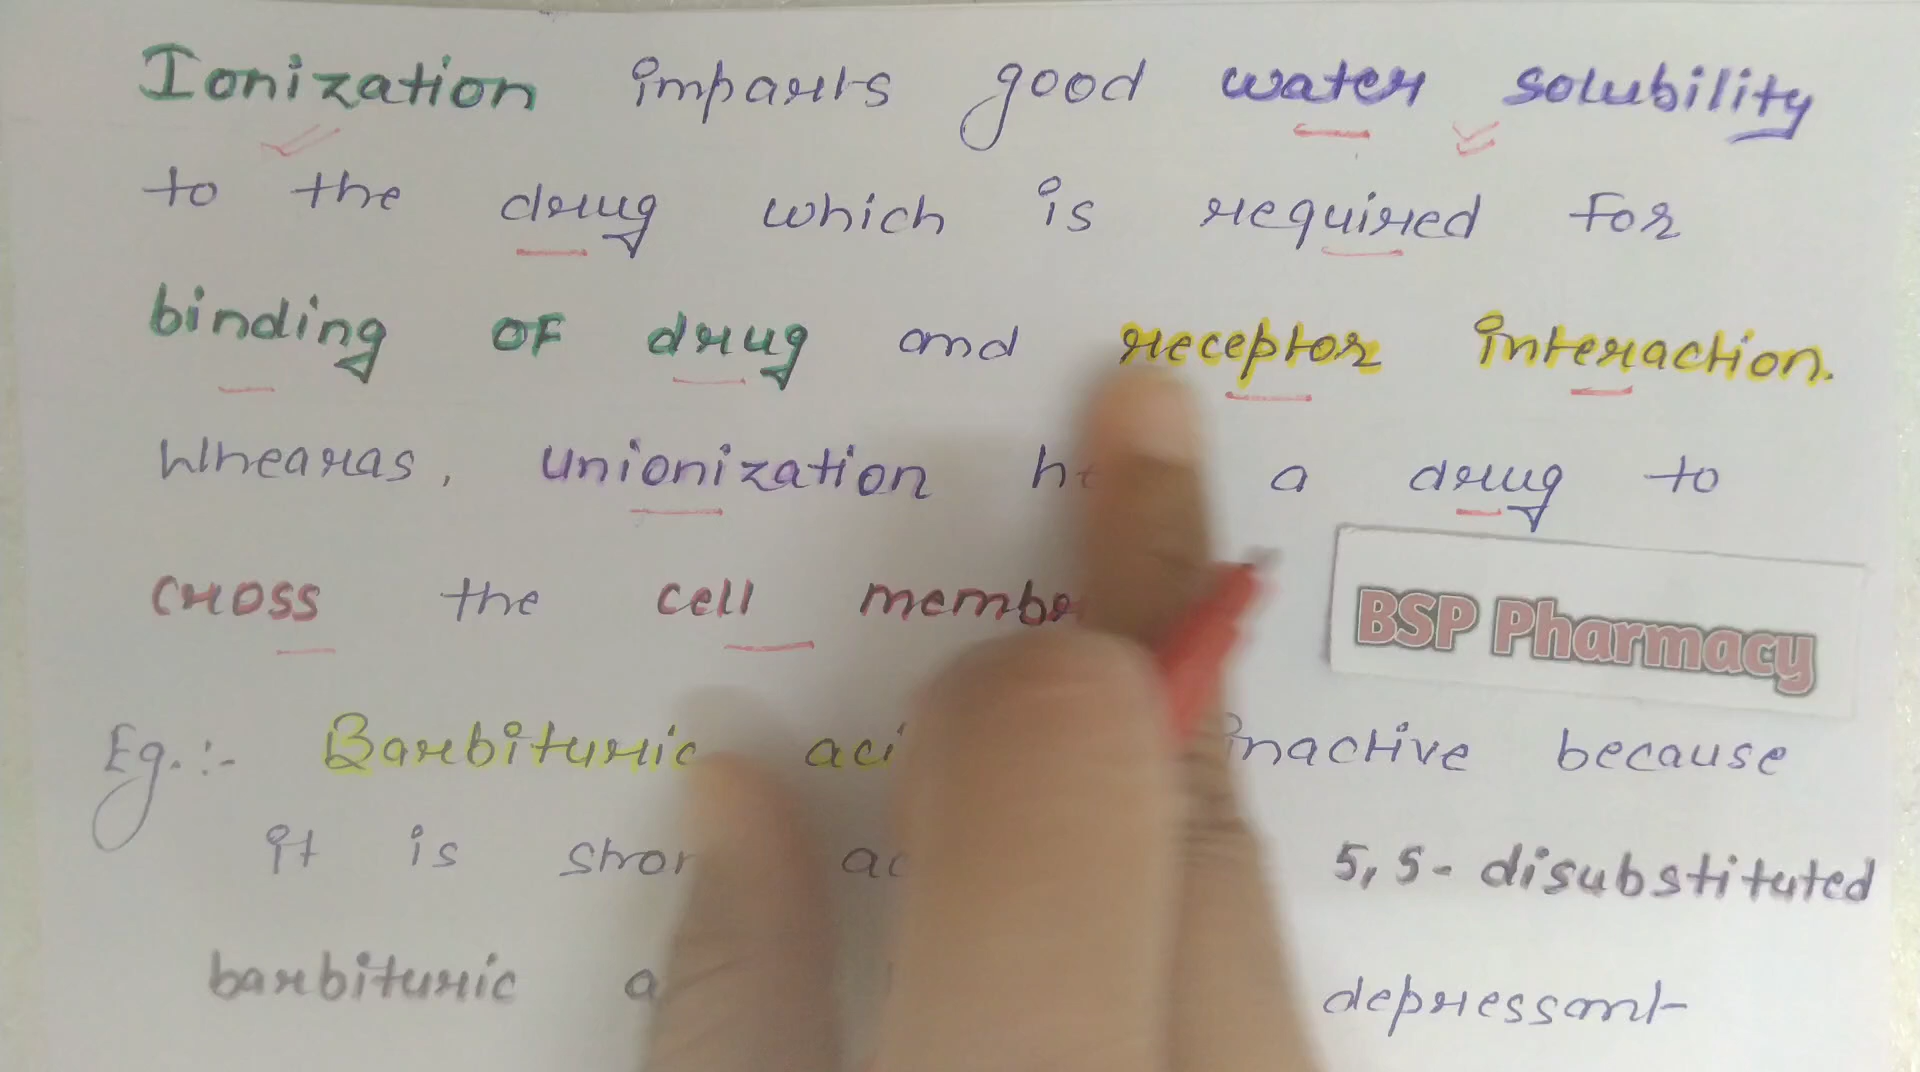 Ionization imparts good water solubility
to the drug which is required for
binding of drug and receptor interaction.
Whearas, unionization a drug to
cross the cell
BSP Pharmacy
Eg.:- Barbituric inactive because
it is 5,5-disubstituted
barbituric depressant